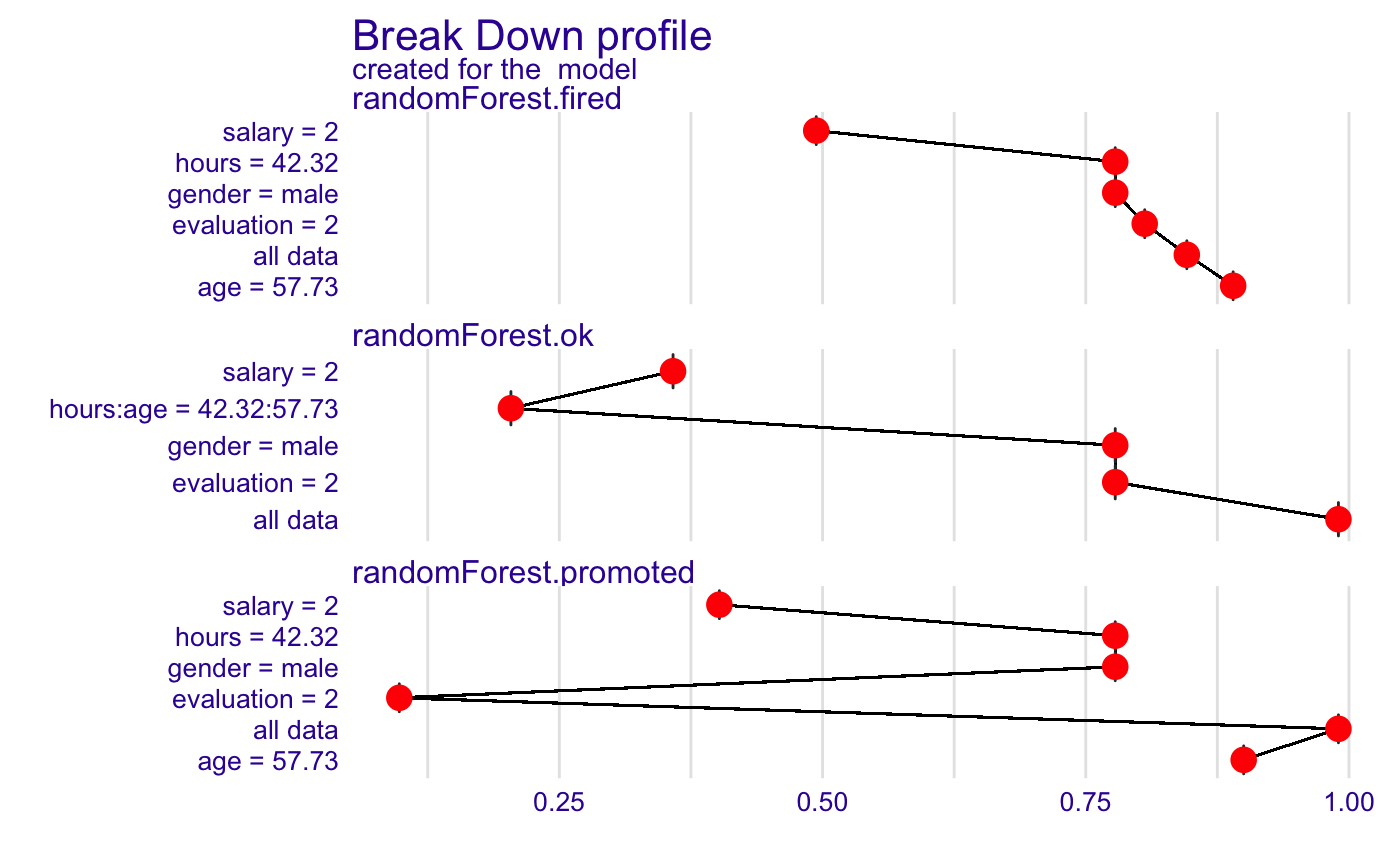 Break Down profile
created for the  model
randomForest.fired
salary = 2
hours = 42.32
gender = male
evaluation = 2
all data
age = 57.73
randomForest.ok
salary = 2
hours:age = 42.32:57.73
gender = male
evaluation = 2
all data
randomForest.promoted
salary = 2
hours = 42.32
gender = male
evaluation = 2
all data
age = 57.73
0.25 0.50 0.75 1.00